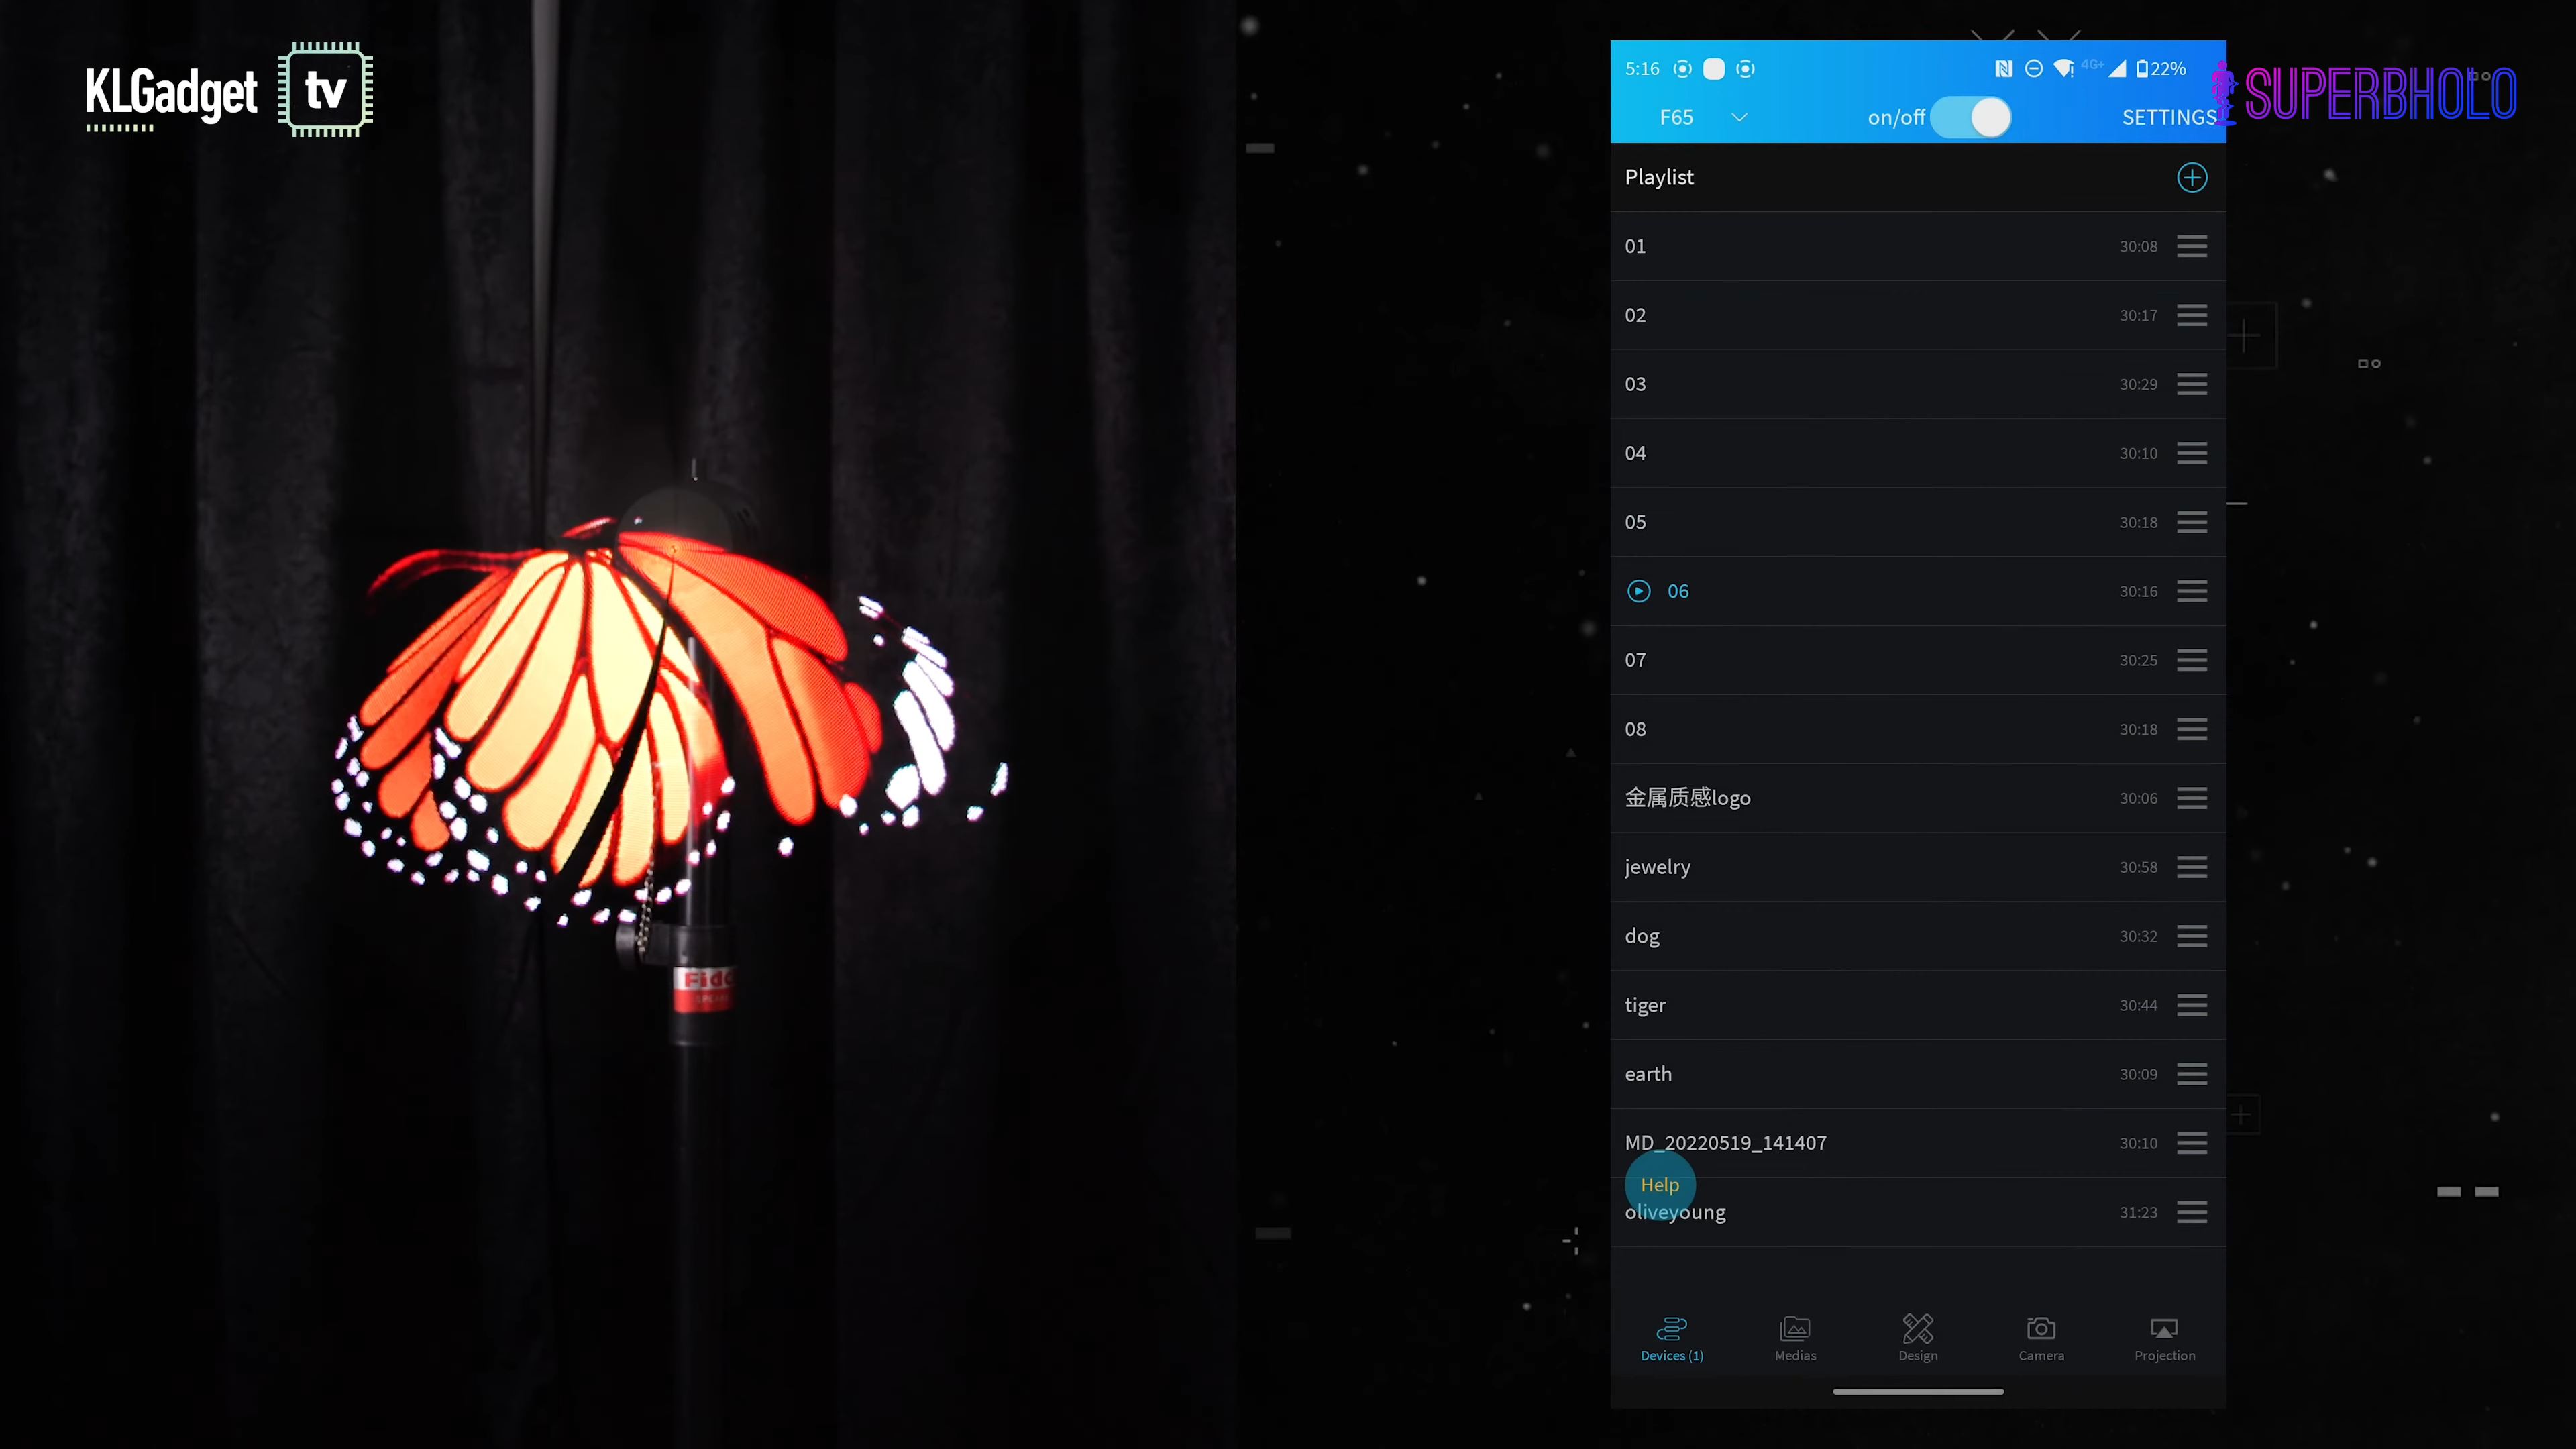 KLGadget tv
SUPERBHOLO
5:16 4G+ 22%
F65 on/off SETTINGS
Playlist
01 30:08
02 30:17
03 30:29
04 30:10
05 30:18
06 30:16
07 30:25
08 30:18
金属质感logo 30:06
jewelry 30:58
dog 30:32
tiger 30:44
earth 30:09
MD_20220519_141407 30:10
Help
oliveyoung 31:23
Devices (1) Medias Design Camera Projection